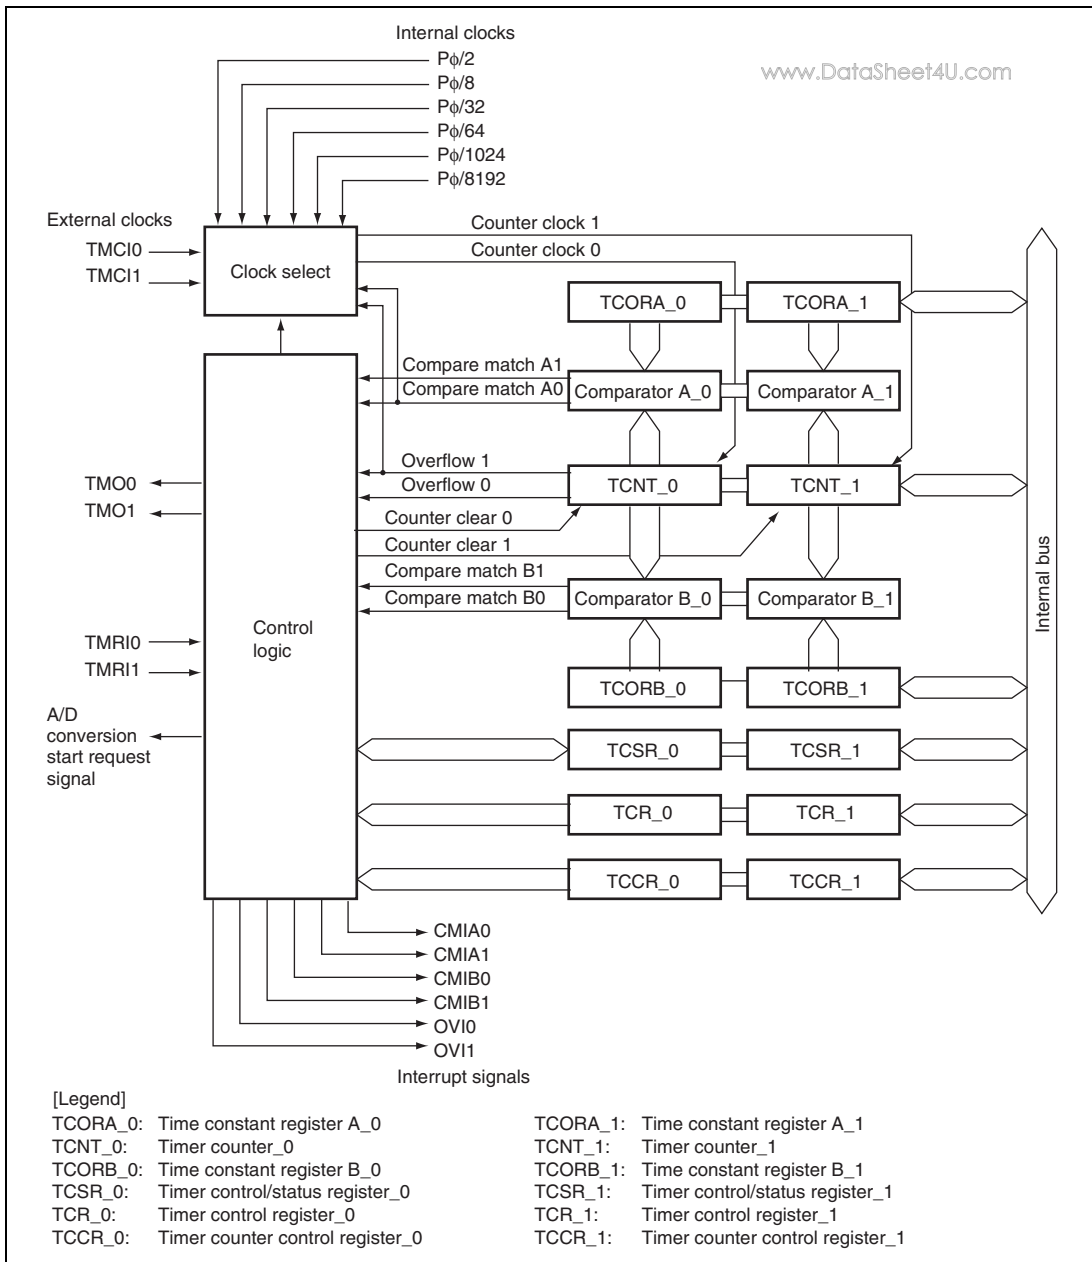 Internal clocks
Pϕ/2
www.DataSheet4U.com
Pϕ/8
Pϕ/32
Pϕ/64
Pϕ/1024
Pϕ/8192
External clocks
TMCI0
TMCI1
Clock select
Counter clock 1
Counter clock 0
TCORA_0
TCORA_1
Compare match A1
Compare match A0
Comparator A_0
Comparator A_1
Overflow 1
Overflow 0
TCNT_0
TCNT_1
TMO0
TMO1
Counter clear 0
Counter clear 1
Compare match B1
Compare match B0
Comparator B_0
Comparator B_1
Internal bus
Control
logic
TMRI0
TMRI1
TCORB_0
TCORB_1
A/D
conversion
start request
signal
TCSR_0
TCSR_1
TCR_0
TCR_1
TCCR_0
TCCR_1
CMIA0
CMIA1
CMIB0
CMIB1
OVI0
OVI1
Interrupt signals
[Legend]
TCORA_0: Time constant register A_0
TCNT_0: Timer counter_0
TCORB_0: Time constant register B_0
TCSR_0: Timer control/status register_0
TCR_0: Timer control register_0
TCCR_0: Timer counter control register_0
TCORA_1: Time constant register A_1
TCNT_1: Timer counter_1
TCORB_1: Time constant register B_1
TCSR_1: Timer control/status register_1
TCR_1: Timer control register_1
TCCR_1: Timer counter control register_1